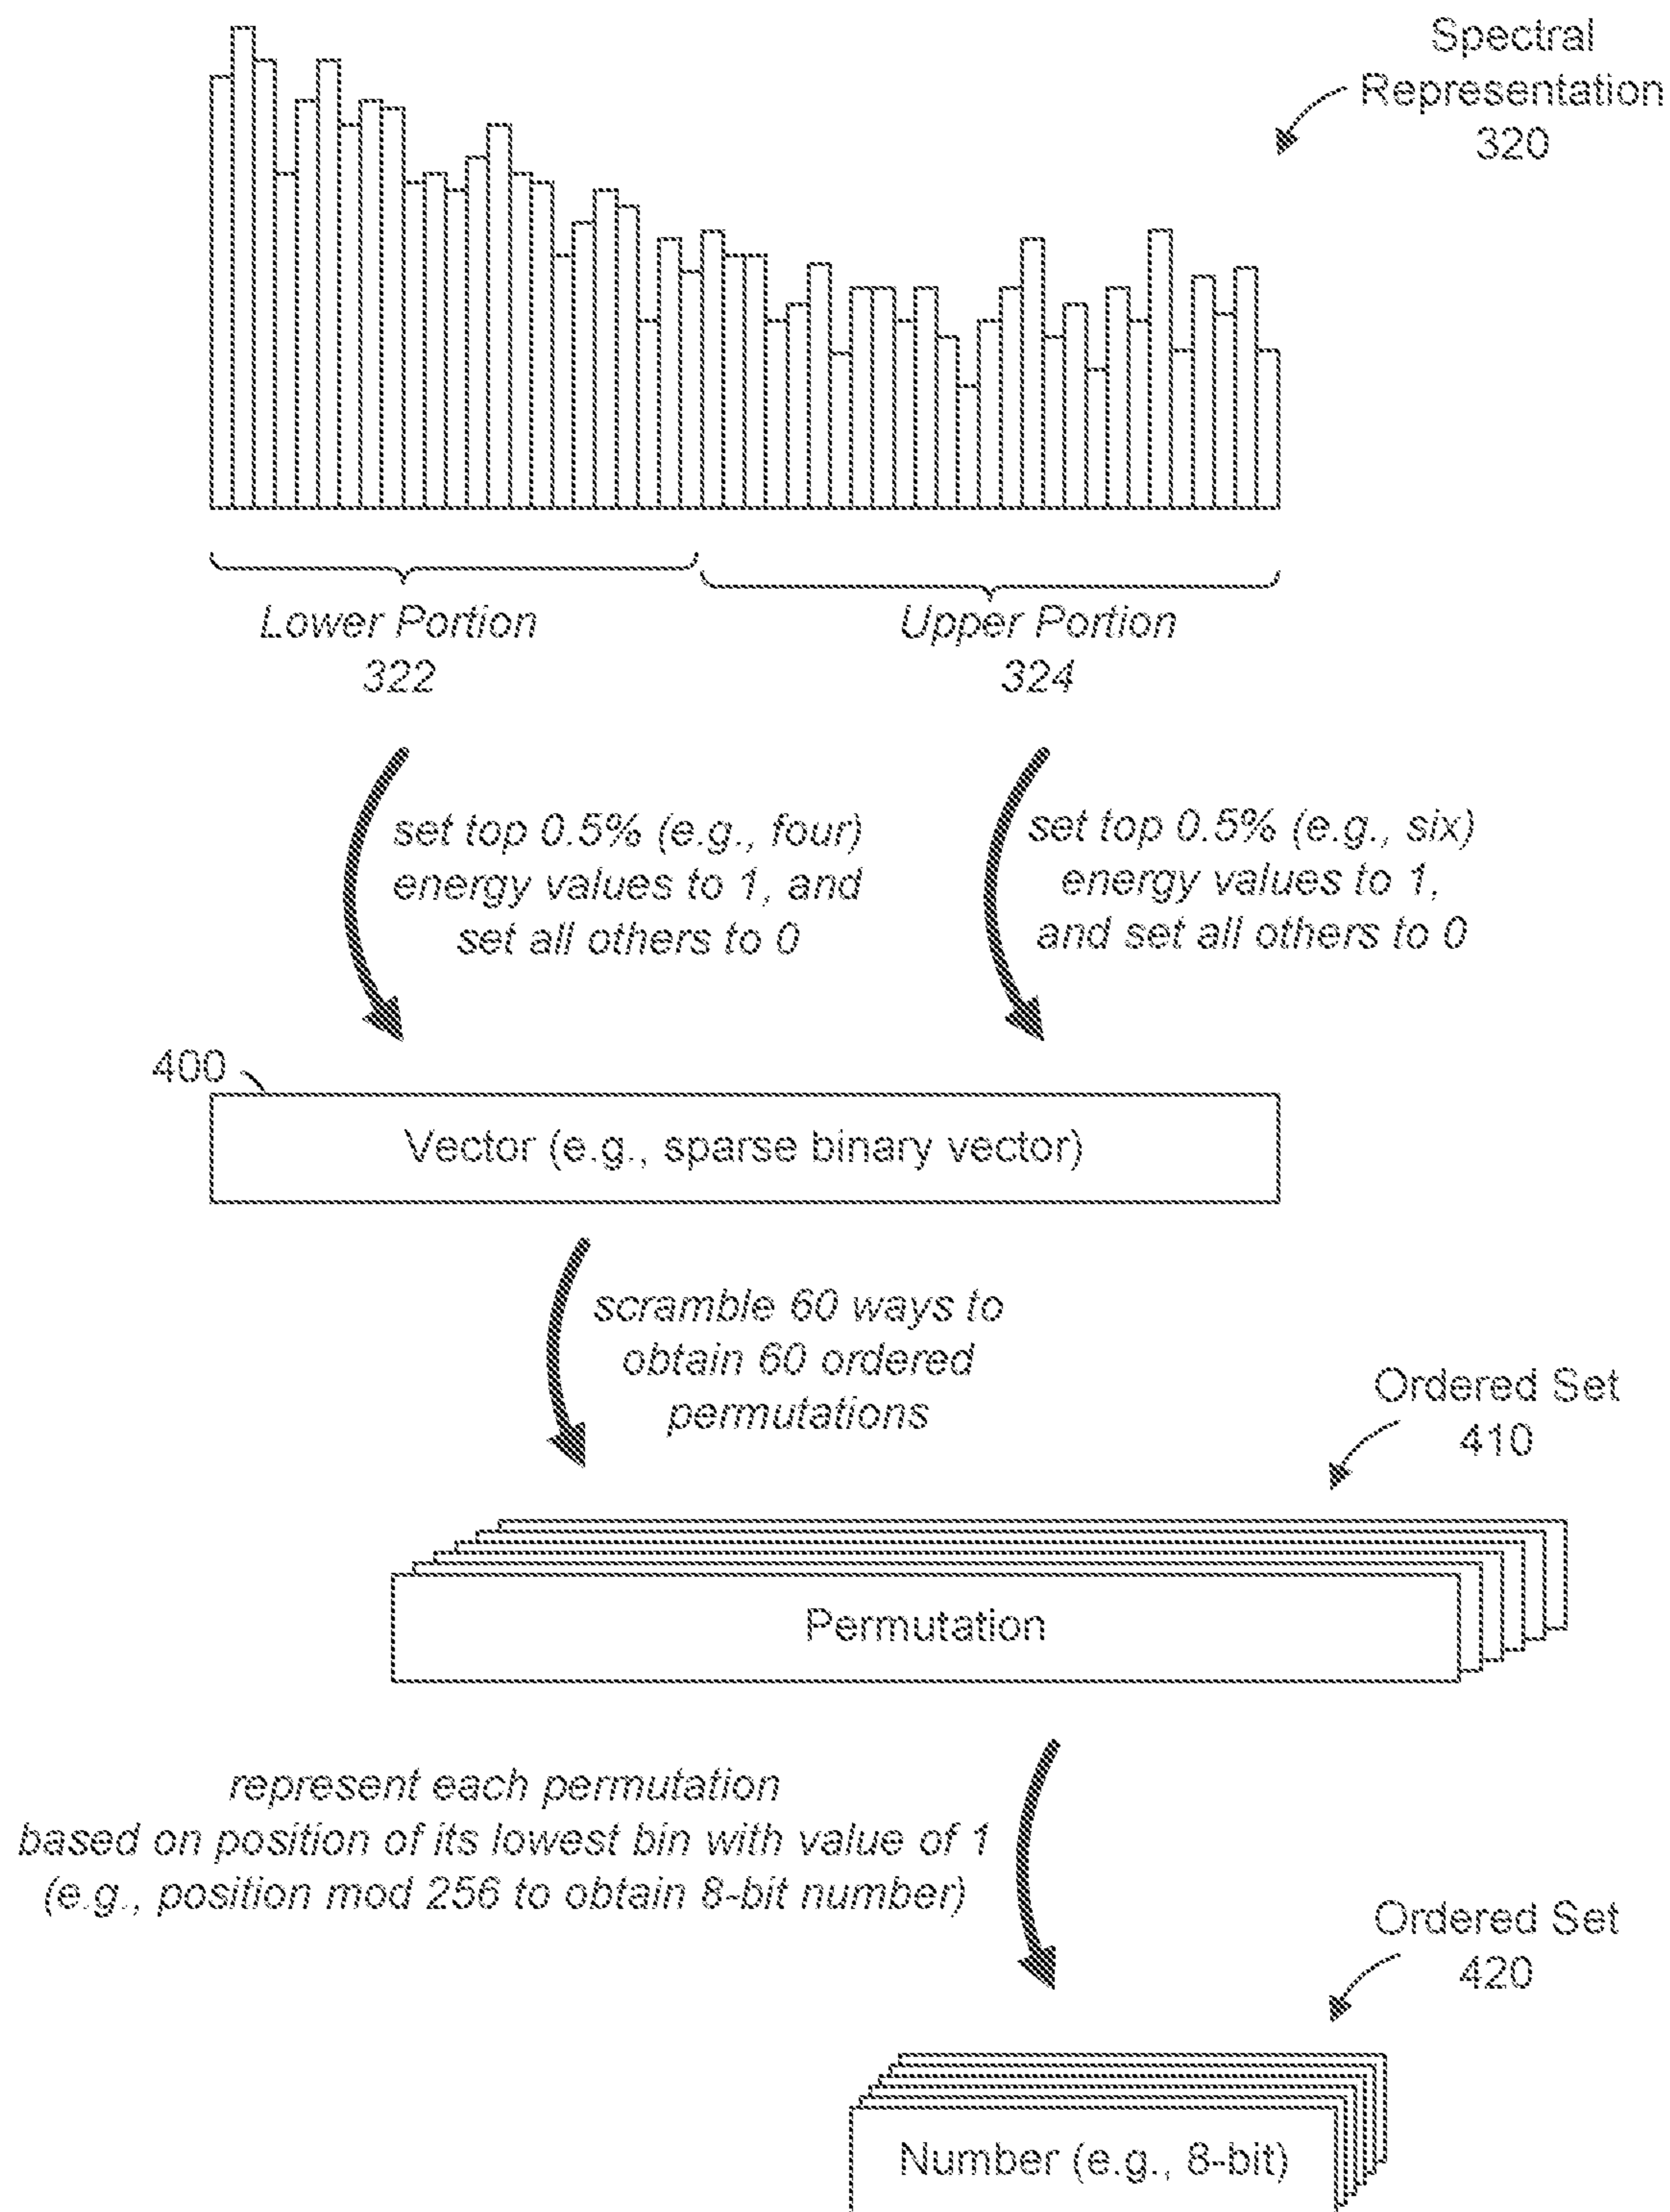 Spectral
Representation
320
Lower Portion
322
Upper Portion
324
set top 0.5% (e.g., four)
energy values to 1, and
set all others to 0
set top 0.5% (e.g., six)
energy values to 1,
and set all others to 0
400
Vector (e.g., sparse binary vector)
scramble 60 ways to
obtain 60 ordered
permutations
Ordered Set
410
Permutation
represent each permutation
based on position of its lowest bin with value of 1
(e.g., position mod 256 to obtain 8-bit number)
Ordered Set
420
Number (e.g., 8-bit)